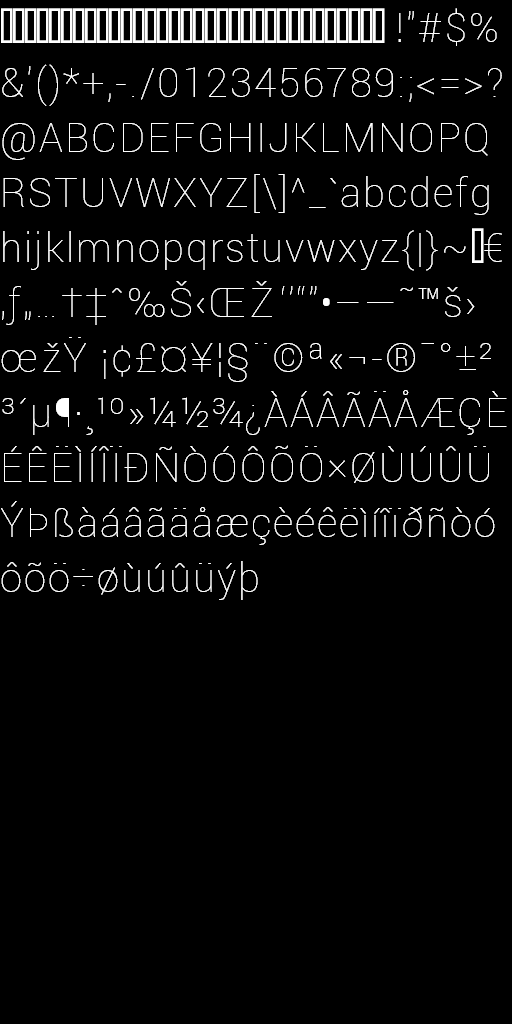 !"#$%
&'()*+,-./0123456789:;<=>?
@ABCDEFGHIJKLMNOPQ
RSTUVWXYZ[\]^_`abcdefg
hijklmnopqrstuvwxyz{|}~€
‚ƒ„…†‡ˆ‰Š‹ŒŽ‘’“”•–—˜™š›
œžŸ ¡¢£¤¥¦§¨©ª«¬-®¯°±²
³´µ¶·¸¹º»¼½¾¿ÀÁÂÃÄÅÆÇÈ
ÉÊËÌÍÎÏÐÑÒÓÔÕÖ×ØÙÚÛÜ
ÝÞßàáâãäåæçèéêëìíîïðñòó
ôõö÷øùúûüýþ